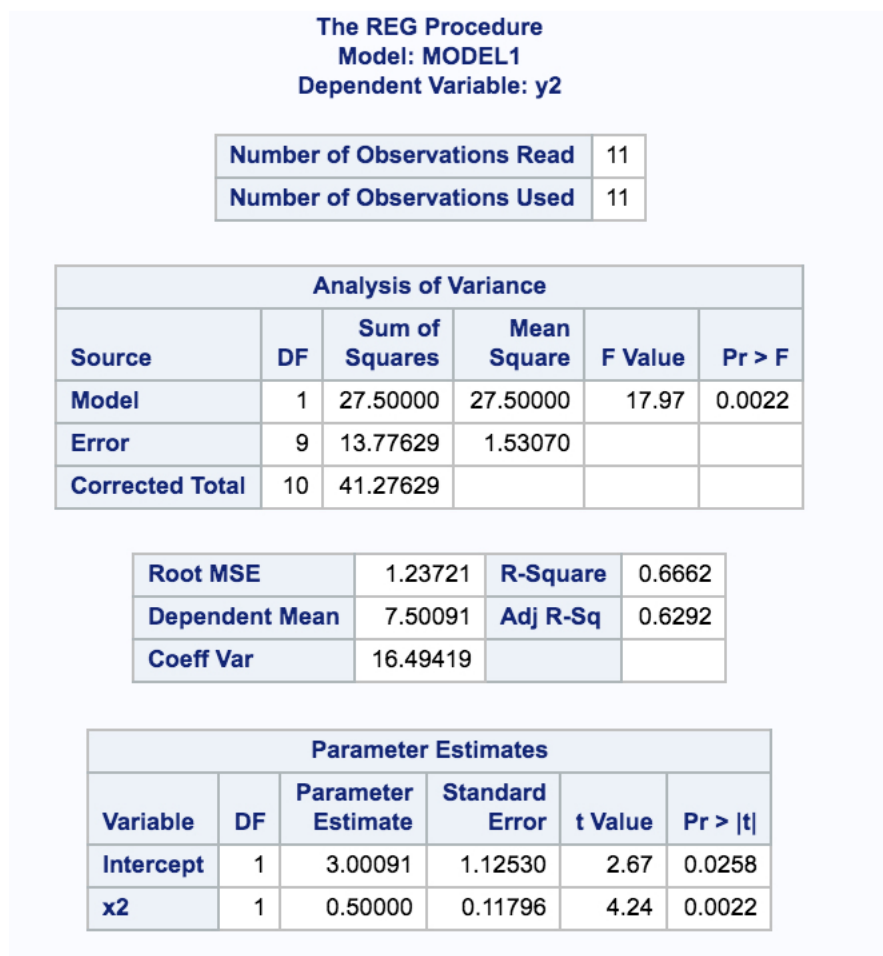 The REG Procedure
Model: MODEL1
Dependent Variable: y2
Number of Observations Read 11
Number of Observations Used 11
Analysis of Variance
Source DF Sum of Squares Mean Square F Value Pr > F
Model 1 27.50000 27.50000 17.97 0.0022
Error 9 13.77629 1.53070
Corrected Total 10 41.27629
Root MSE 1.23721 R-Square 0.6662
Dependent Mean 7.50091 Adj R-Sq 0.6292
Coeff Var 16.49419
Parameter Estimates
Variable DF Parameter Estimate Standard Error t Value Pr > |t|
Intercept 1 3.00091 1.12530 2.67 0.0258
x2 1 0.50000 0.11796 4.24 0.0022